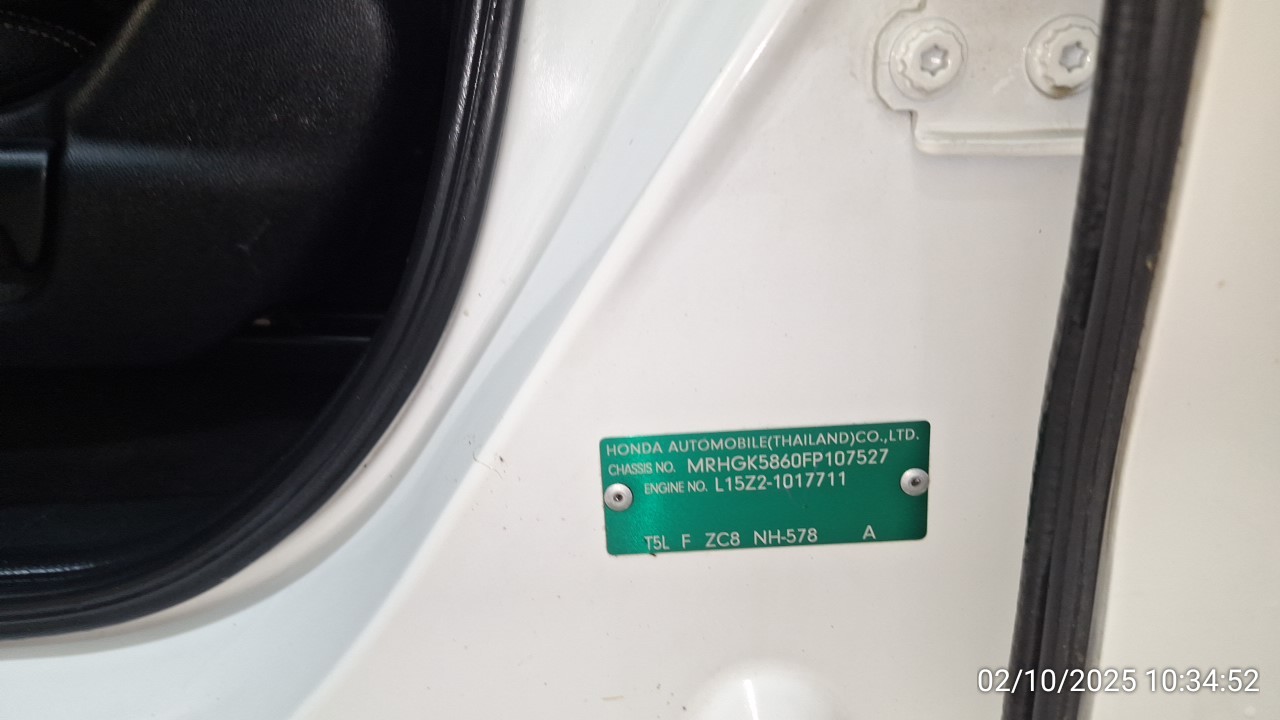 HONDA AUTOMOBILE(THAILAND)CO.,LTD.
CHASSIS NO. MRHGK5860FP107527
ENGINE NO. L15Z2-1017711
T5L F ZC8 NH-578 A
02/10/2025 10:34:52